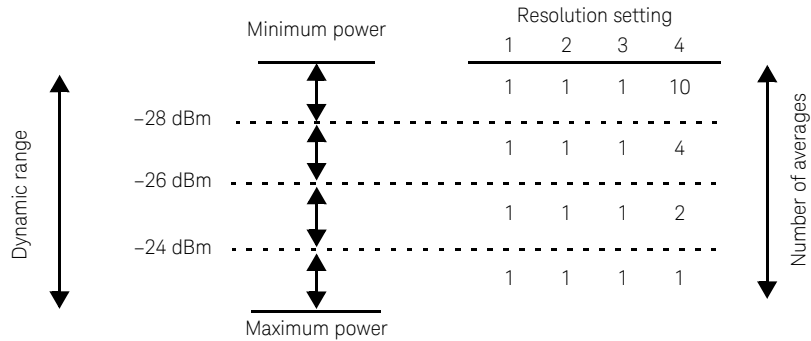 Minimum power
Resolution setting
1 2 3 4
1 1 1 10
–28 dBm
1 1 1 4
–26 dBm
1 1 1 2
–24 dBm
1 1 1 1
Maximum power
Dynamic range
Number of averages